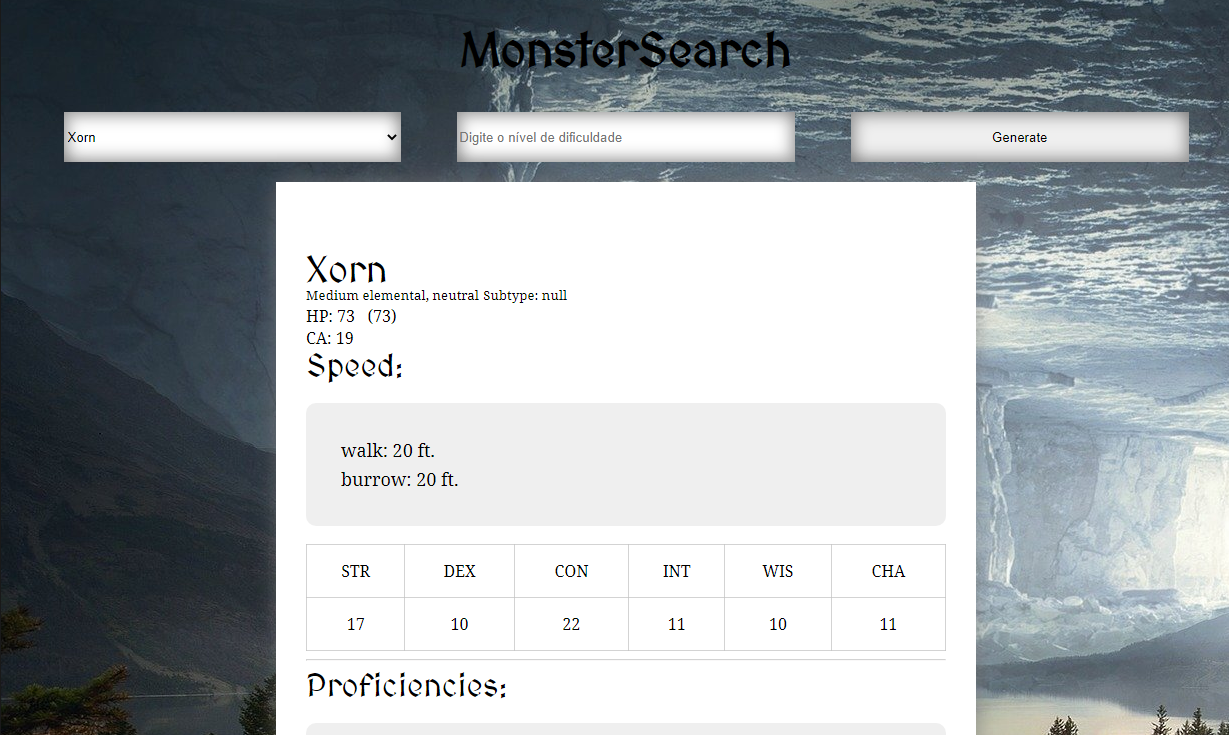 MonsterSearch
Xorn
Digite o nível de dificuldade
Generate
Xorn
Medium elemental, neutral Subtype: null
HP: 73 (73)
CA: 19
Speed:
walk: 20 ft.
burrow: 20 ft.
STR DEX CON INT WIS CHA
17 10 22 11 10 11
Proficiencies: